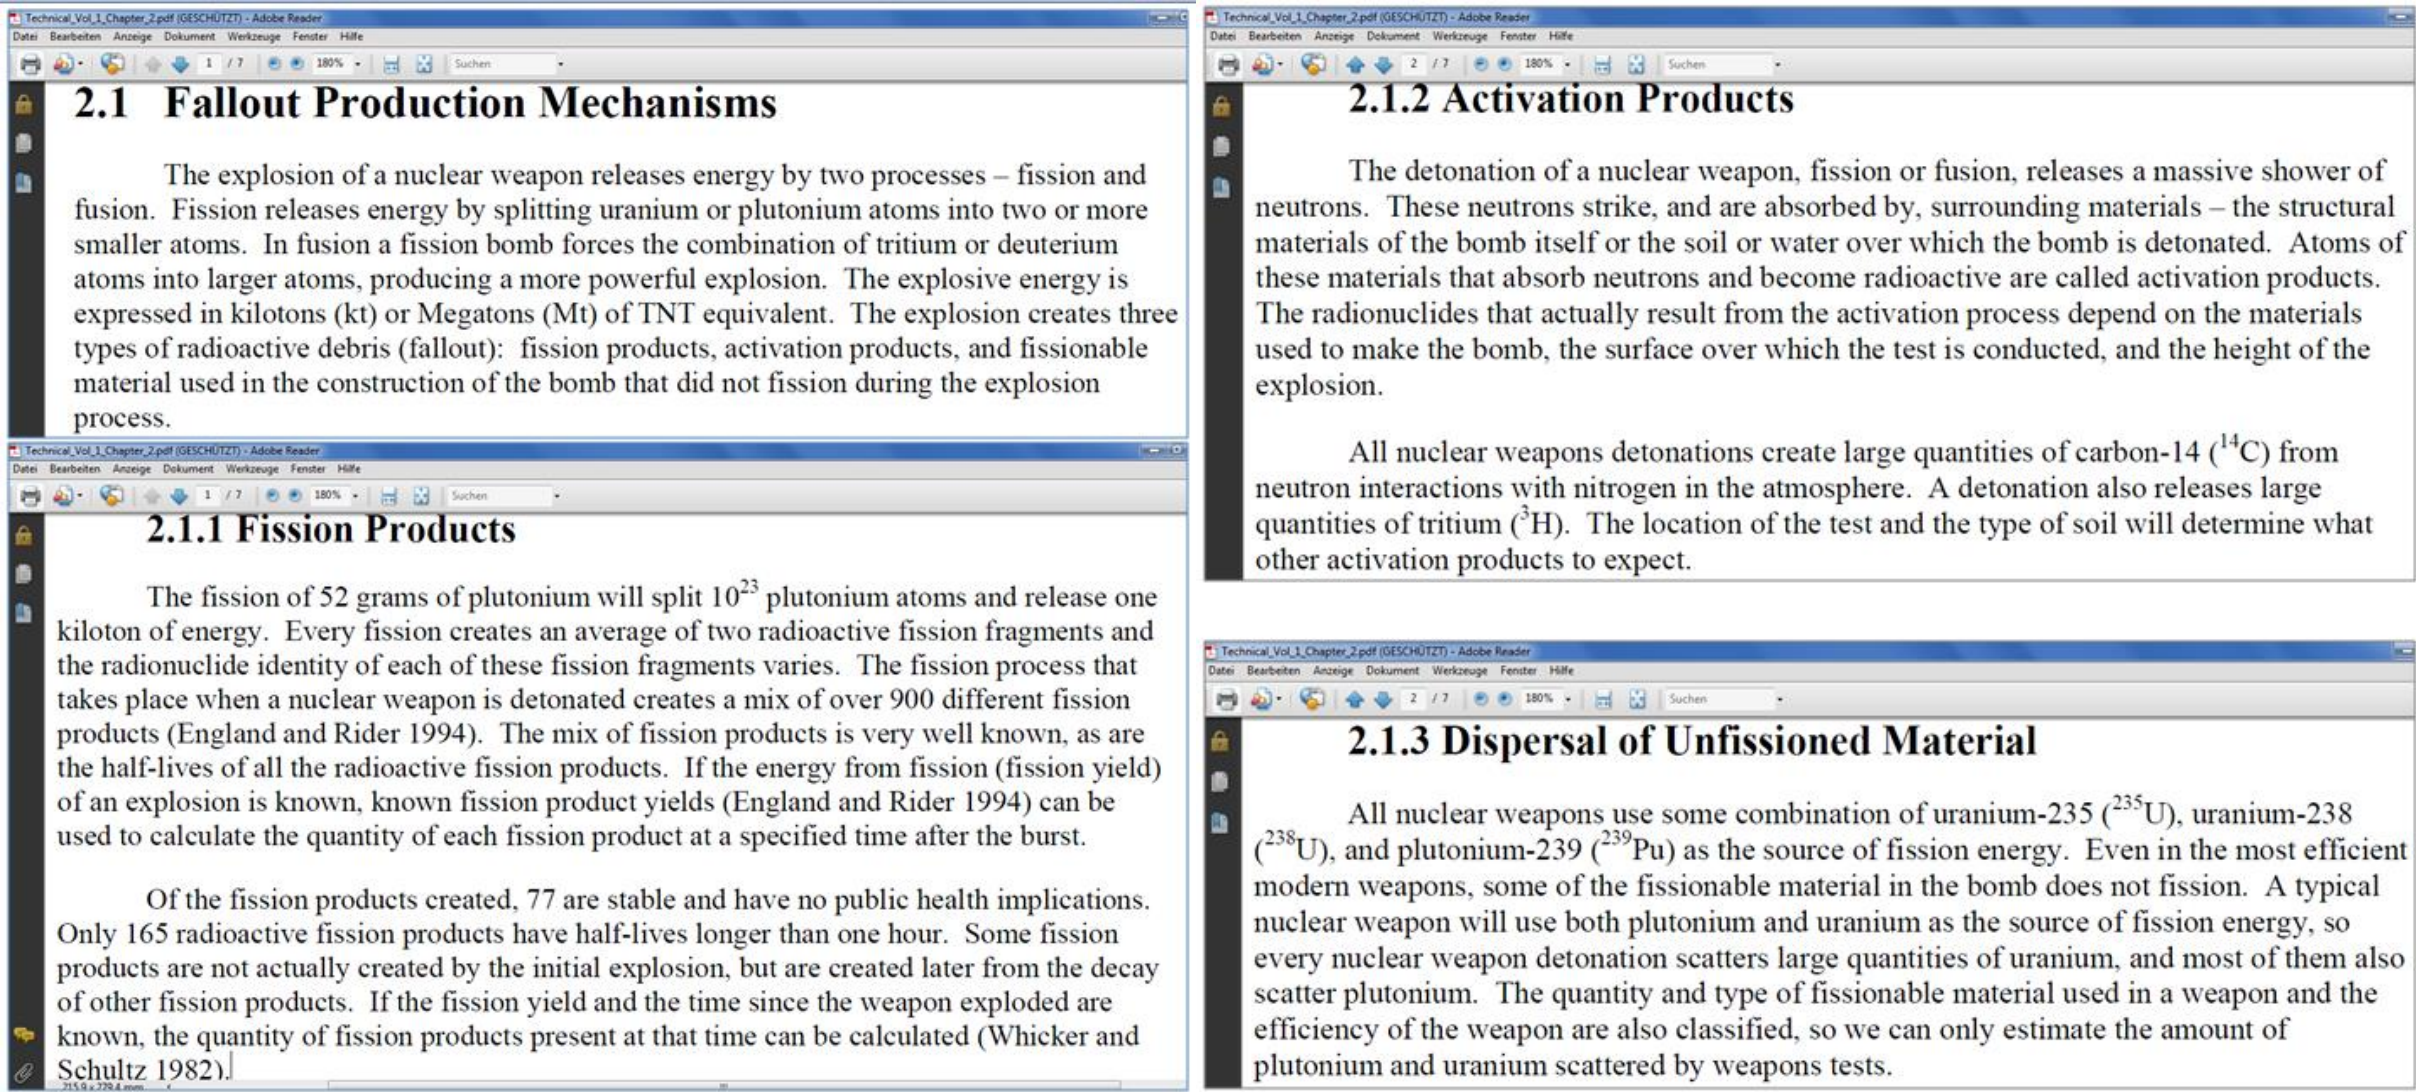 Technical_Vol_1_Chapter_2.pdf (GESCHÜTZT) - Adobe Reader
Datei Bearbeiten Anzeige Dokument Werkzeuge Fenster Hilfe
1 / 7 180% Suchen
2.1 Fallout Production Mechanisms
The explosion of a nuclear weapon releases energy by two processes – fission and
fusion. Fission releases energy by splitting uranium or plutonium atoms into two or more
smaller atoms. In fusion a fission bomb forces the combination of tritium or deuterium
atoms into larger atoms, producing a more powerful explosion. The explosive energy is
expressed in kilotons (kt) or Megatons (Mt) of TNT equivalent. The explosion creates three
types of radioactive debris (fallout): fission products, activation products, and fissionable
material used in the construction of the bomb that did not fission during the explosion
process.
Technical_Vol_1_Chapter_2.pdf (GESCHÜTZT) - Adobe Reader
Datei Bearbeiten Anzeige Dokument Werkzeuge Fenster Hilfe
1 / 7 180% Suchen
2.1.1 Fission Products
The fission of 52 grams of plutonium will split 10²³ plutonium atoms and release one
kiloton of energy. Every fission creates an average of two radioactive fission fragments and
the radionuclide identity of each of these fission fragments varies. The fission process that
takes place when a nuclear weapon is detonated creates a mix of over 900 different fission
products (England and Rider 1994). The mix of fission products is very well known, as are
the half-lives of all the radioactive fission products. If the energy from fission (fission yield)
of an explosion is known, known fission product yields (England and Rider 1994) can be
used to calculate the quantity of each fission product at a specified time after the burst.
Of the fission products created, 77 are stable and have no public health implications.
Only 165 radioactive fission products have half-lives longer than one hour. Some fission
products are not actually created by the initial explosion, but are created later from the decay
of other fission products. If the fission yield and the time since the weapon exploded are
known, the quantity of fission products present at that time can be calculated (Whicker and
Schultz 1982).
215,9 x 279,4 mm
Technical_Vol_1_Chapter_2.pdf (GESCHÜTZT) - Adobe Reader
Datei Bearbeiten Anzeige Dokument Werkzeuge Fenster Hilfe
2 / 7 180% Suchen
2.1.2 Activation Products
The detonation of a nuclear weapon, fission or fusion, releases a massive shower of
neutrons. These neutrons strike, and are absorbed by, surrounding materials – the structural
materials of the bomb itself or the soil or water over which the bomb is detonated. Atoms of
these materials that absorb neutrons and become radioactive are called activation products.
The radionuclides that actually result from the activation process depend on the materials
used to make the bomb, the surface over which the test is conducted, and the height of the
explosion.
All nuclear weapons detonations create large quantities of carbon-14 (¹⁴C) from
neutron interactions with nitrogen in the atmosphere. A detonation also releases large
quantities of tritium (³H). The location of the test and the type of soil will determine what
other activation products to expect.
Technical_Vol_1_Chapter_2.pdf (GESCHÜTZT) - Adobe Reader
Datei Bearbeiten Anzeige Dokument Werkzeuge Fenster Hilfe
2 / 7 180% Suchen
2.1.3 Dispersal of Unfissioned Material
All nuclear weapons use some combination of uranium-235 (²³⁵U), uranium-238
(²³⁸U), and plutonium-239 (²³⁹Pu) as the source of fission energy. Even in the most efficient
modern weapons, some of the fissionable material in the bomb does not fission. A typical
nuclear weapon will use both plutonium and uranium as the source of fission energy, so
every nuclear weapon detonation scatters large quantities of uranium, and most of them also
scatter plutonium. The quantity and type of fissionable material used in a weapon and the
efficiency of the weapon are also classified, so we can only estimate the amount of
plutonium and uranium scattered by weapons tests.